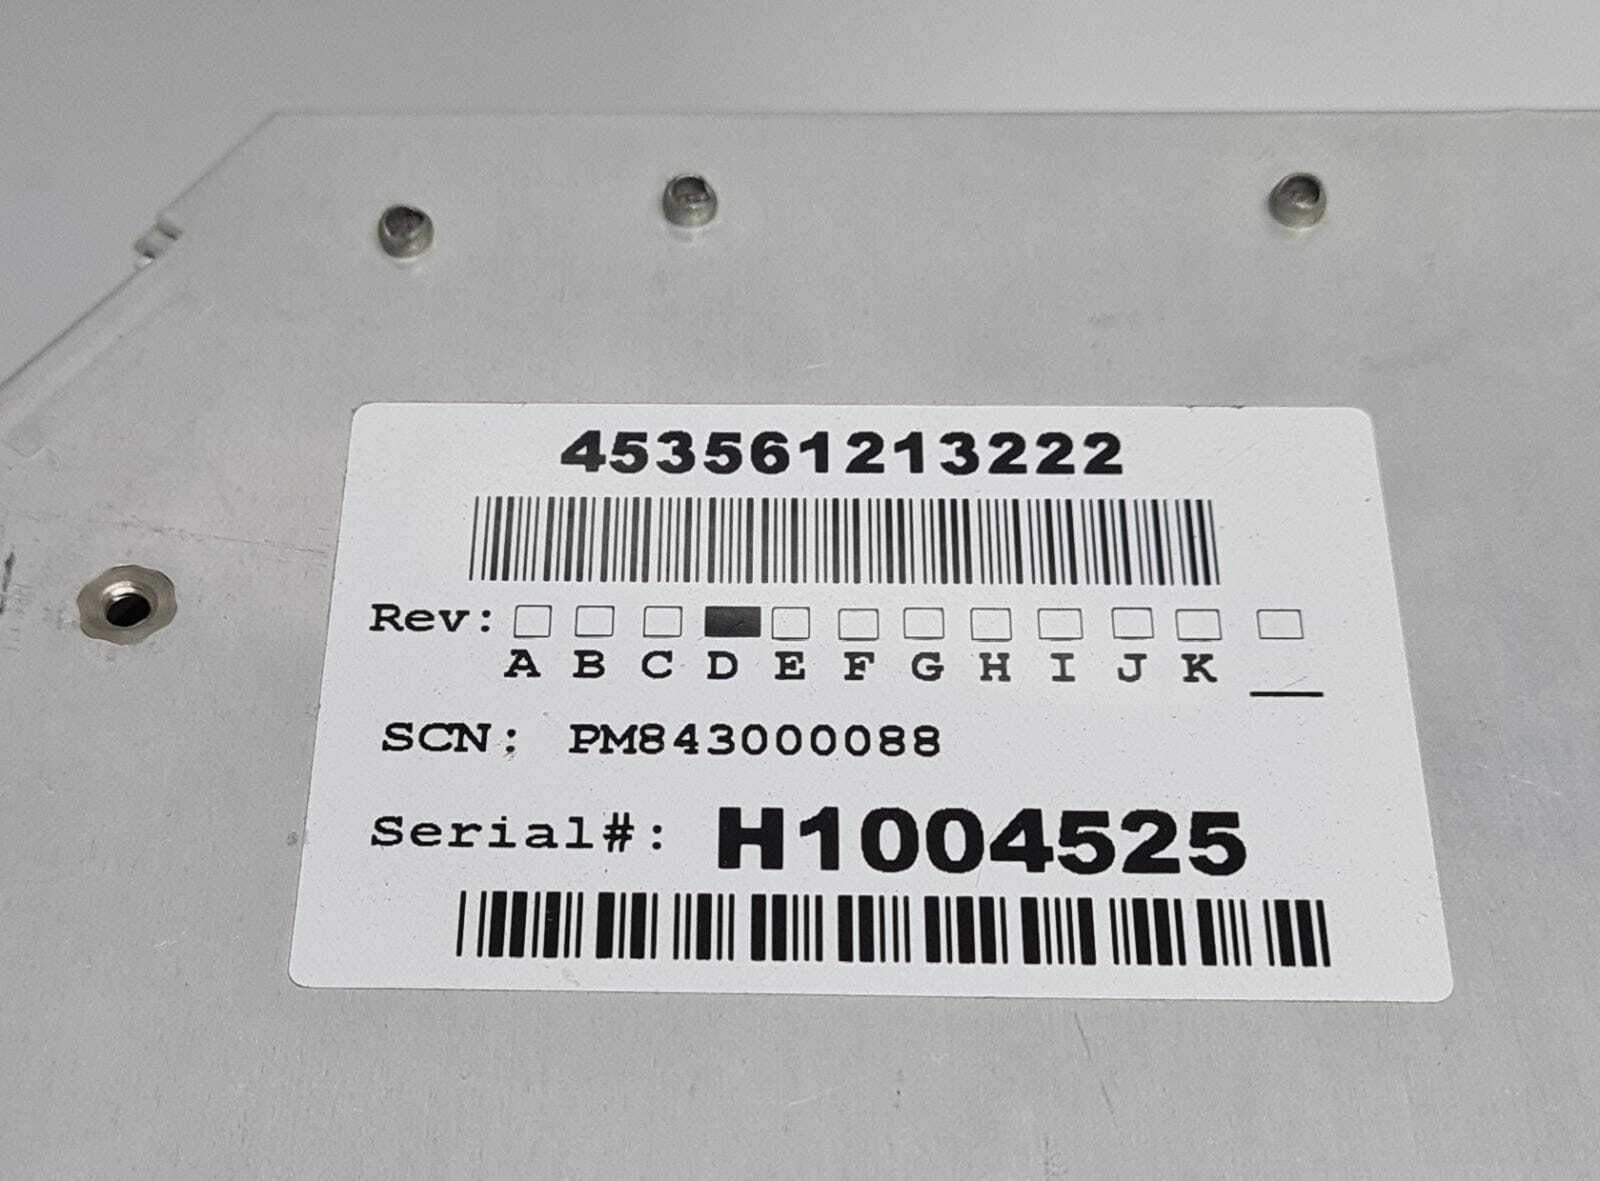 453561213222
Rev:
A B C D E F G H I J K
SCN: PM843000088
Serial#: H1004525